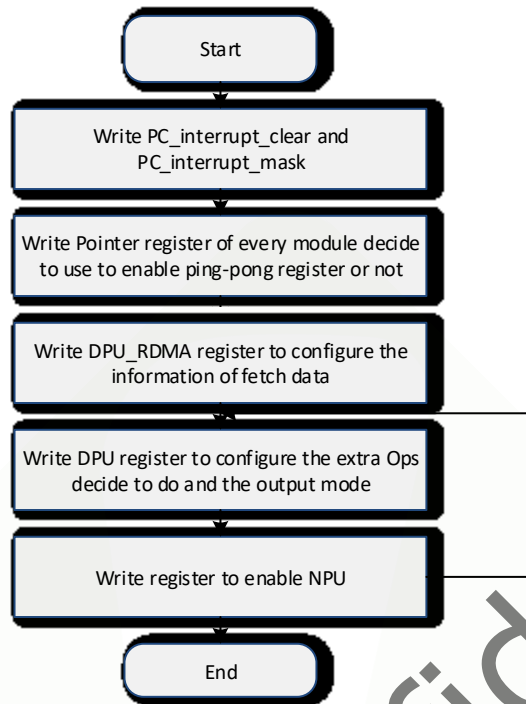 Start
Write PC_interrupt_clear and
PC_interrupt_mask
Write Pointer register of every module decide
to use to enable ping-pong register or not
Write DPU_RDMA register to configure the
information of fetch data
Write DPU register to configure the extra Ops
decide to do and the output mode
Write register to enable NPU
End
fid